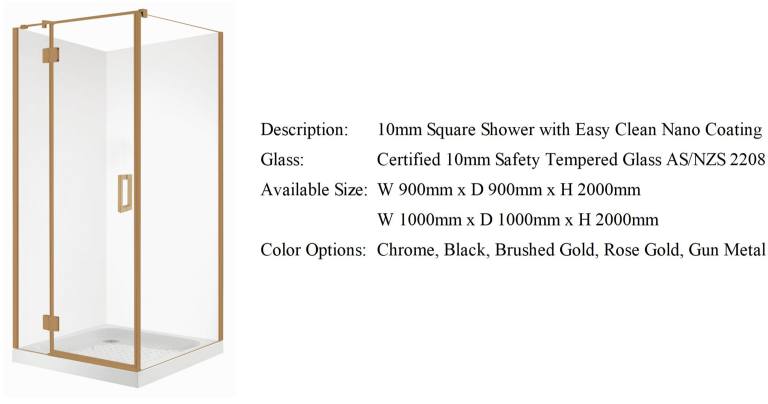 Description: 10mm Square Shower with Easy Clean Nano Coating
Glass: Certified 10mm Safety Tempered Glass AS/NZS 2208
Available Size: W 900mm x D 900mm x H 2000mm
W 1000mm x D 1000mm x H 2000mm
Color Options: Chrome, Black, Brushed Gold, Rose Gold, Gun Metal